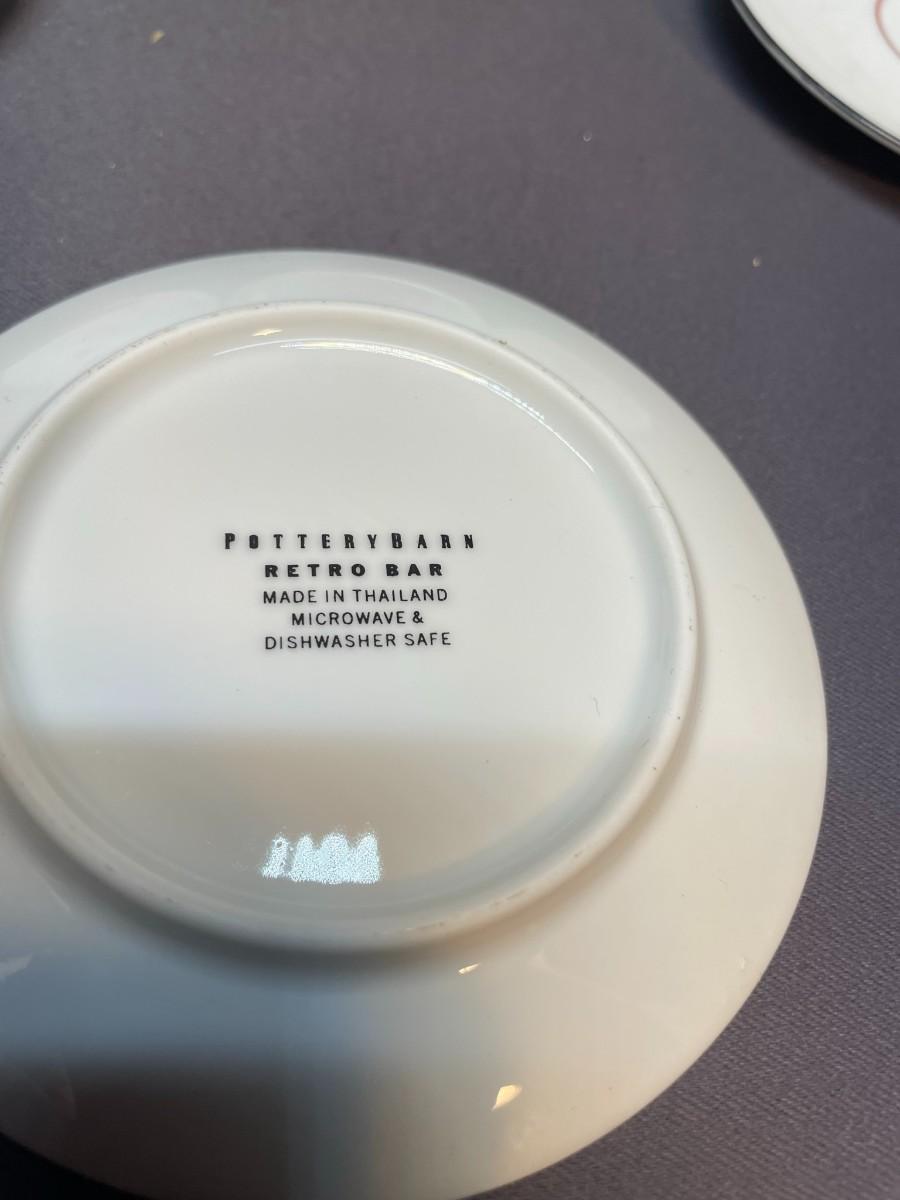 POTTERYBARN
RETRO BAR
MADE IN THAILAND
MICROWAVE &
DISHWASHER SAFE